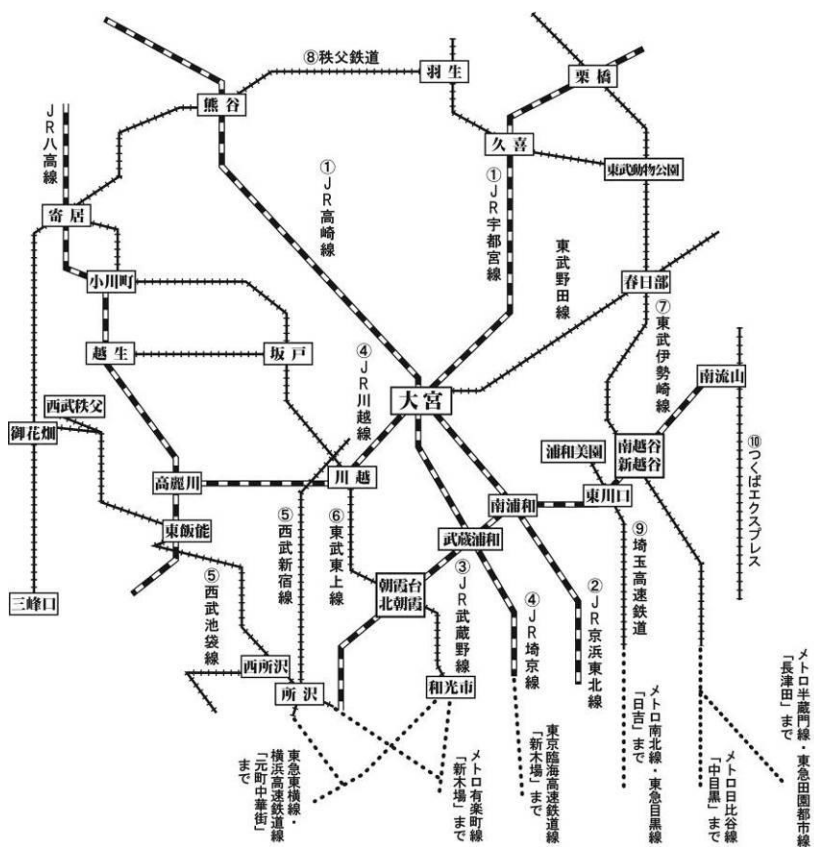 ⑧秩父鉄道
羽生
栗橋
熊谷
JR八高線
久喜
東武動物公園
①JR高崎線
①JR宇都宮線
寄居
東武野田線
小川町
春日部
⑦東武伊勢崎線
越生
坂戸
④JR川越線
南流山
西武秩父
大宮
御花畑
浦和美園
南越谷
新越谷
⑩つくばエクスプレス
高麗川
川越
東川口
南浦和
東飯能
⑤西武新宿線
⑥東武東上線
武蔵浦和
⑨埼玉高速鉄道
朝霞台
北朝霞
③JR武蔵野線
④JR埼京線
②JR京浜東北線
三峰口
⑤西武池袋線
西所沢
所沢
和光市
東急東横線・
横浜高速鉄道線
「元町中華街」
まで
メトロ有楽町線
「新木場」まで
東京臨海高速鉄道線
「新木場」まで
メトロ南北線・東急目黒線
「日吉」まで
メトロ日比谷線
「中目黒」まで
メトロ半蔵門線・東急田園都市線
「長津田」まで